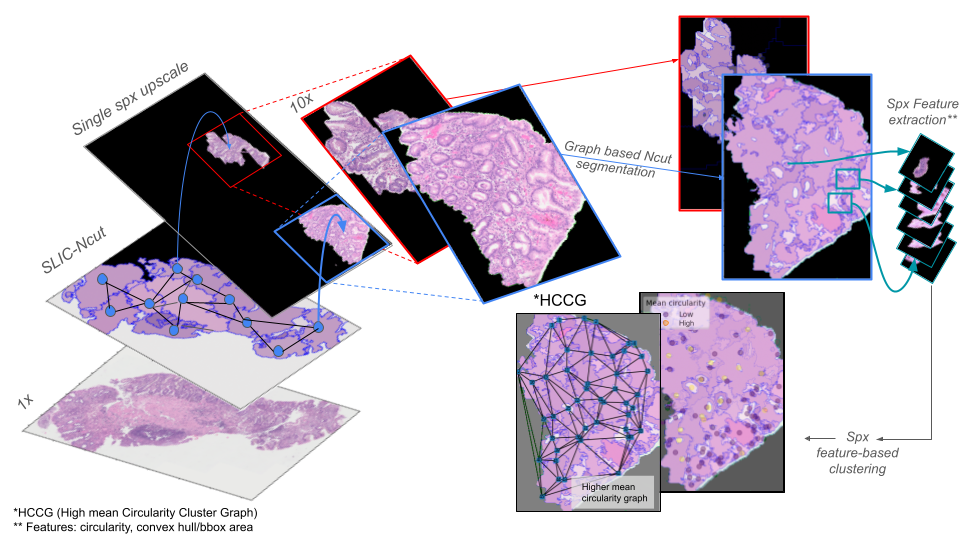 Single spx upscale
10x
Spx Feature
extraction**
Graph based Ncut
segmentation
SLIC-Ncut
*HCCG
Mean circularity
Low
High
1x
Spx
feature-based
clustering
Higher mean
circularity graph
*HCCG (High mean Circularity Cluster Graph)
** Features: circularity, convex hull/bbox area